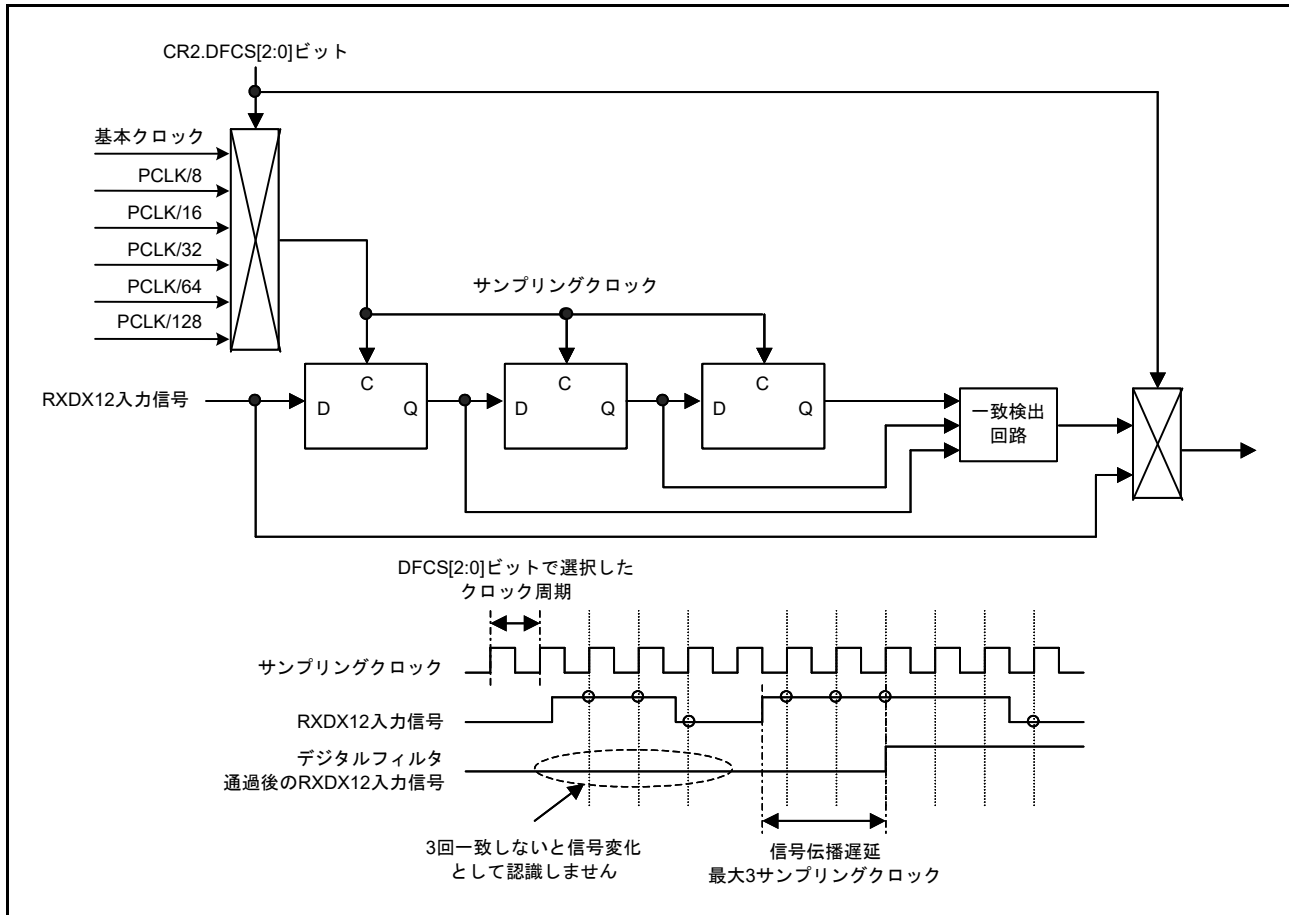 CR2.DFCS[2:0]ビット
基本クロック
PCLK/8
PCLK/16
PCLK/32
PCLK/64
PCLK/128
サンプリングクロック
RXDX12入力信号
D
C
Q
D
C
Q
D
C
Q
一致検出
回路
DFCS[2:0]ビットで選択した
クロック周期
サンプリングクロック
RXDX12入力信号
デジタルフィルタ
通過後のRXDX12入力信号
3回一致しないと信号変化
として認識しません
信号伝播遅延
最大3サンプリングクロック